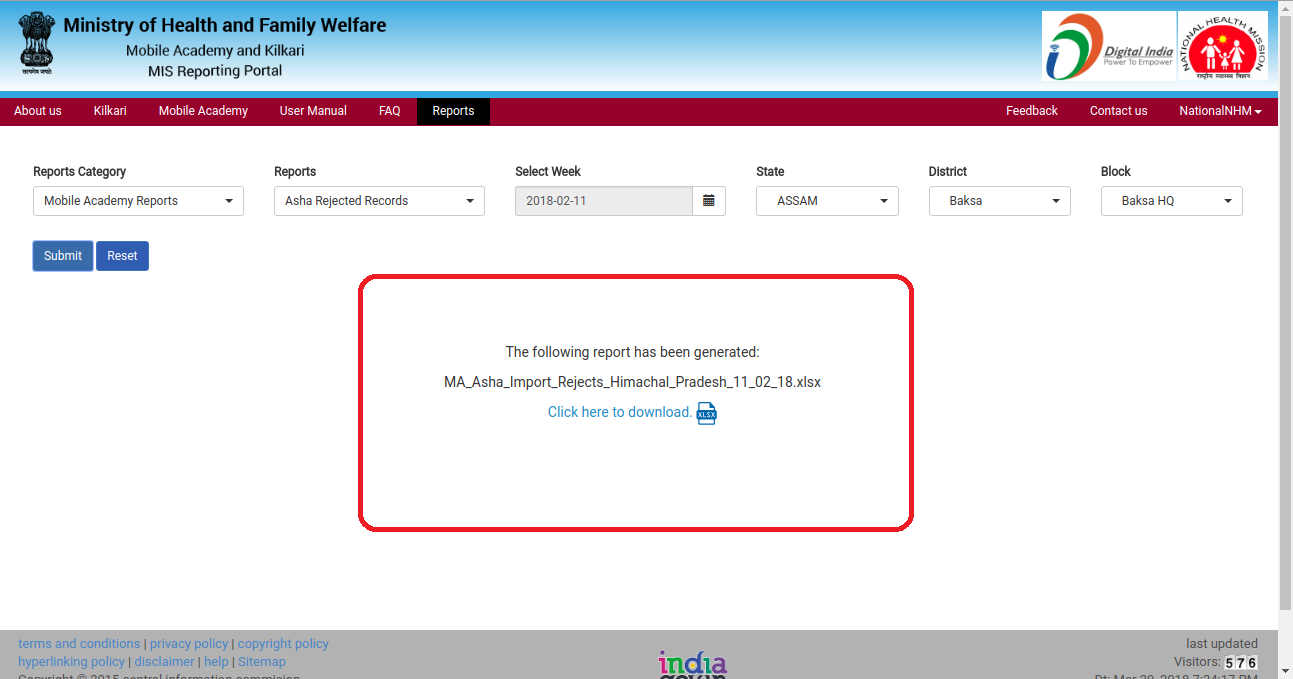 Ministry of Health and Family Welfare
Mobile Academy and Kilkari
MIS Reporting Portal
सत्यमेव जयते
Digital India
Power To Empower
NATIONAL HEALTH MISSION
राष्ट्रीय स्वास्थ्य मिशन
About us Kilkari Mobile Academy User Manual FAQ Reports Feedback Contact us NationalNHM
Reports Category Reports Select Week State District Block
Mobile Academy Reports Asha Rejected Records 2018-02-11 ASSAM Baksa Baksa HQ
Submit Reset
The following report has been generated:
MA_Asha_Import_Rejects_Himachal_Pradesh_11_02_18.xlsx
Click here to download. XLSX
terms and conditions | privacy policy | copyright policy
hyperlinking policy | disclaimer | help | Sitemap
Copyright © 2015 central information commision
india
gov.in
last updated
Visitors: 576
Dt: Mar 20, 2018 7:24:17 PM